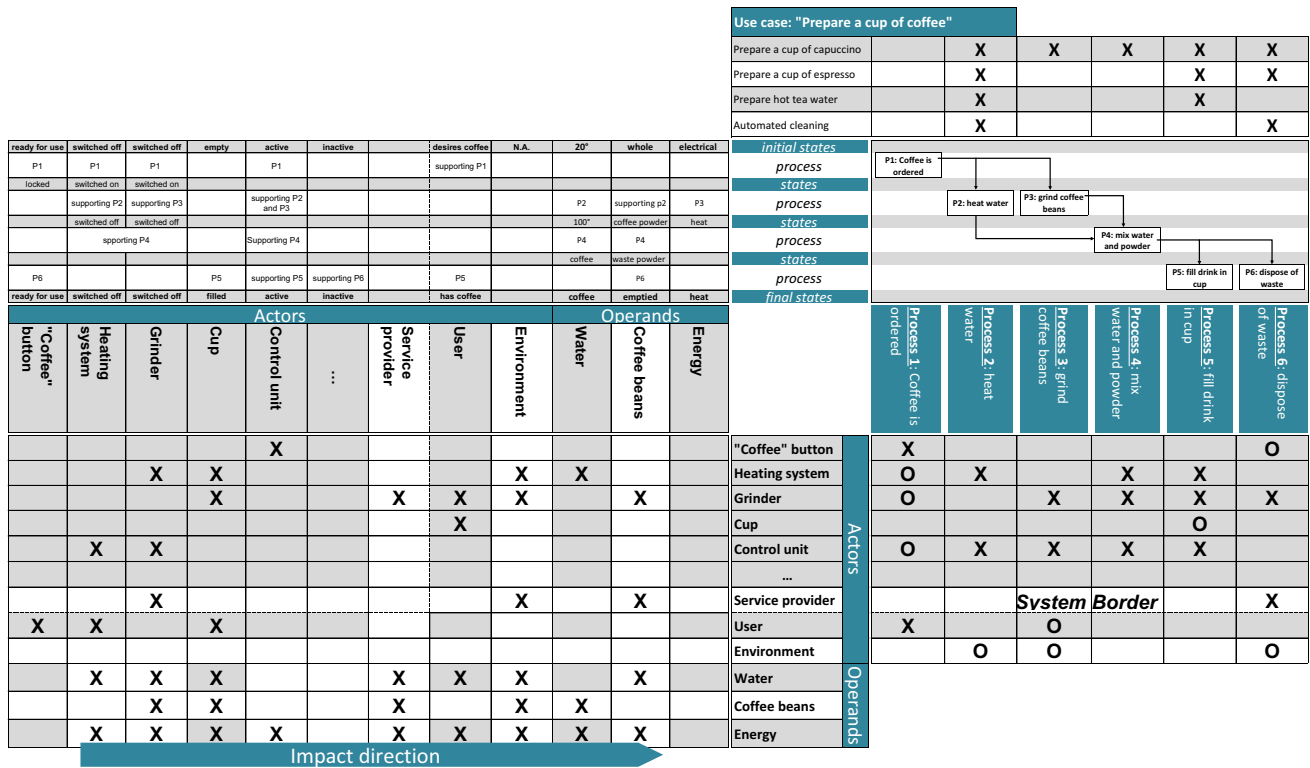 Use case: "Prepare a cup of coffee"
Prepare a cup of capuccino X X X X X
Prepare a cup of espresso X X X
Prepare hot tea water X X
Automated cleaning X X
ready for use switched off switched off empty active inactive desires coffee N.A. 20° whole electrical initial states
P1 P1 P1 P1 supporting P1 process
locked switched on switched on states
supporting P2 supporting P3 supporting P2 and P3 P2 supporting p2 P3 process
switched off switched off 100° coffee powder heat states
spporting P4 Supporting P4 P4 P4 process
coffee waste powder states
P6 P5 supporting P5 supporting P6 P5 P6 process
ready for use switched off switched off filled active inactive has coffee coffee emptied heat final states
P1: Coffee is
ordered
P2: heat water
P3: grind coffee
beans
P4: mix water
and powder
P5: fill drink in
cup
P6: dispose of
waste
Actors Operands
"Coffee"
button
Heating
system
Grinder
Cup
Control unit
...
Service
provider
User
Environment
Water
Coffee beans
Energy
Process 1: Coffee is
ordered
Process 2: heat
water
Process 3: grind
coffee beans
Process 4: mix
water and powder
Process 5: fill drink
in cup
Process 6: dispose
of waste
X "Coffee" button X O
X X X X Heating system O X X X
X X X X X Grinder O X X X X
X Cup O
X X Control unit O X X X X
...
X X X Service provider System Border X
X X X User X O
Environment O O O
X X X X X X X Water
X X X X X Coffee beans
X X X X X X X X X Energy
Actors
Operands
Impact direction